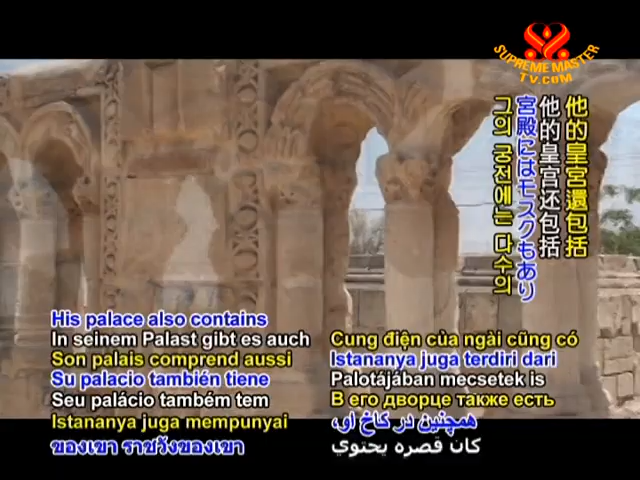 SUPREME MASTER
TV.COM
他的皇宮還包括
他的皇宫还包括
宮殿にはモスクもあり
그의 궁전에는 다수의
His palace also contains
In seinem Palast gibt es auch
Son palais comprend aussi
Su palacio también tiene
Seu palácio também tem
Istananya juga mempunyai
ของเขา ราชวังของเขา
Cung điện của ngài cũng có
Istananya juga terdiri dari
Palotájában mecsetek is
В его дворце также есть
همچنین در کاخ او،
كان قصره يحتوي